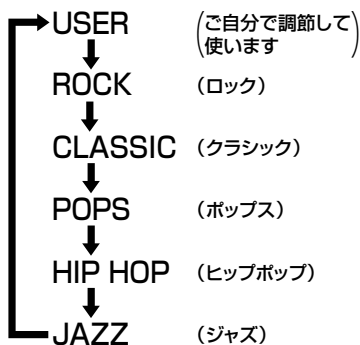 USER (ご自分で調節して
使います)
ROCK (ロック)
CLASSIC (クラシック)
POPS (ポップス)
HIP HOP (ヒップポップ)
JAZZ (ジャズ)